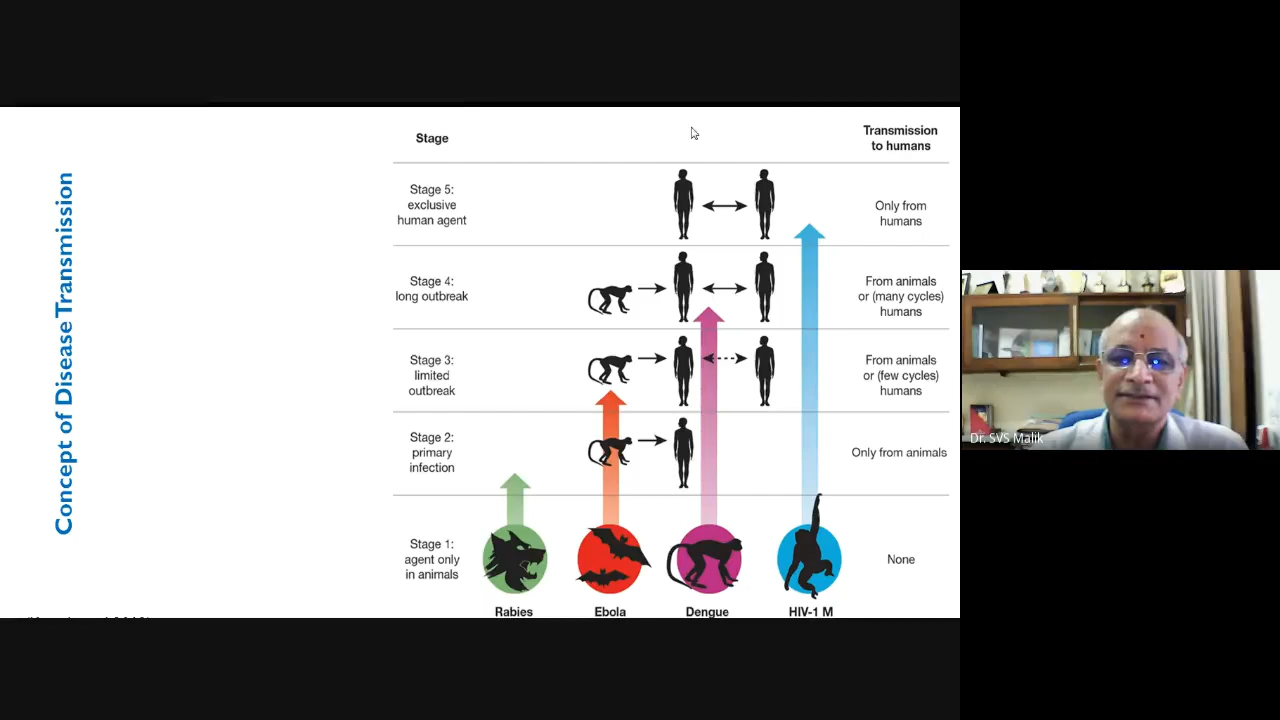 Concept of Disease Transmission
Stage
Transmission
to humans
Stage 5:
exclusive
human agent
Only from
humans
Stage 4:
long outbreak
From animals
or (many cycles)
humans
Stage 3:
limited
outbreak
From animals
or (few cycles)
humans
Stage 2:
primary
infection
Only from animals
Stage 1:
agent only
in animals
None
Rabies
Ebola
Dengue
HIV-1 M
Dr. SVS Malik